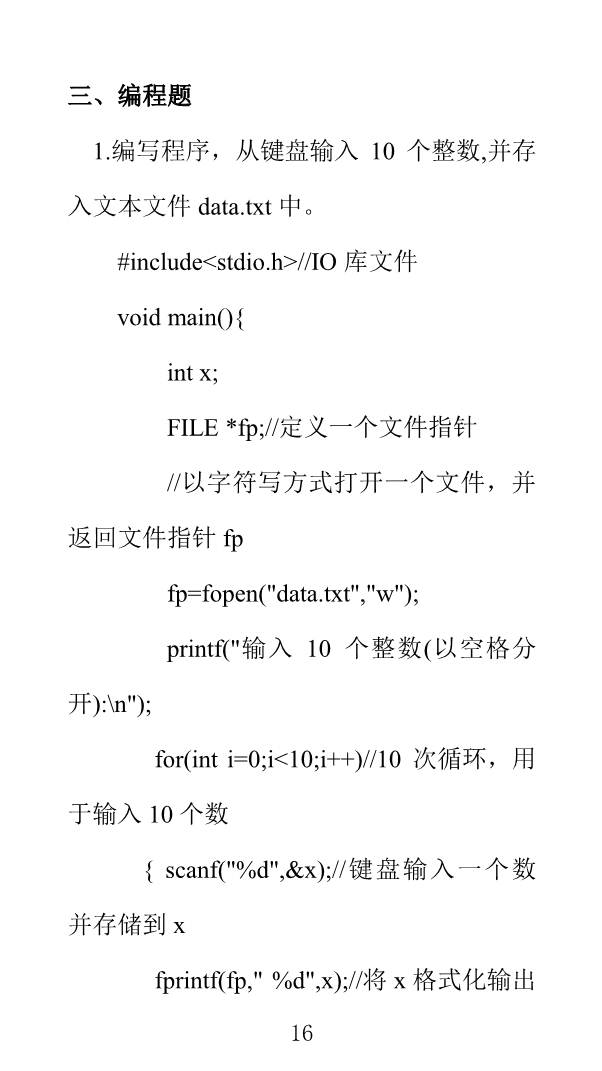 三、编程题
1.编写程序，从键盘输入 10 个整数,并存
入文本文件 data.txt 中。
#include<stdio.h>//IO 库文件
void main(){
int x;
FILE *fp;//定义一个文件指针
//以字符写方式打开一个文件，并
返回文件指针 fp
fp=fopen("data.txt","w");
printf("输入 10 个整数(以空格分
开):\n");
for(int i=0;i<10;i++)//10 次循环，用
于输入 10 个数
{ scanf("%d",&x);//键盘输入一个数
并存储到 x
fprintf(fp," %d",x);//将 x 格式化输出
16